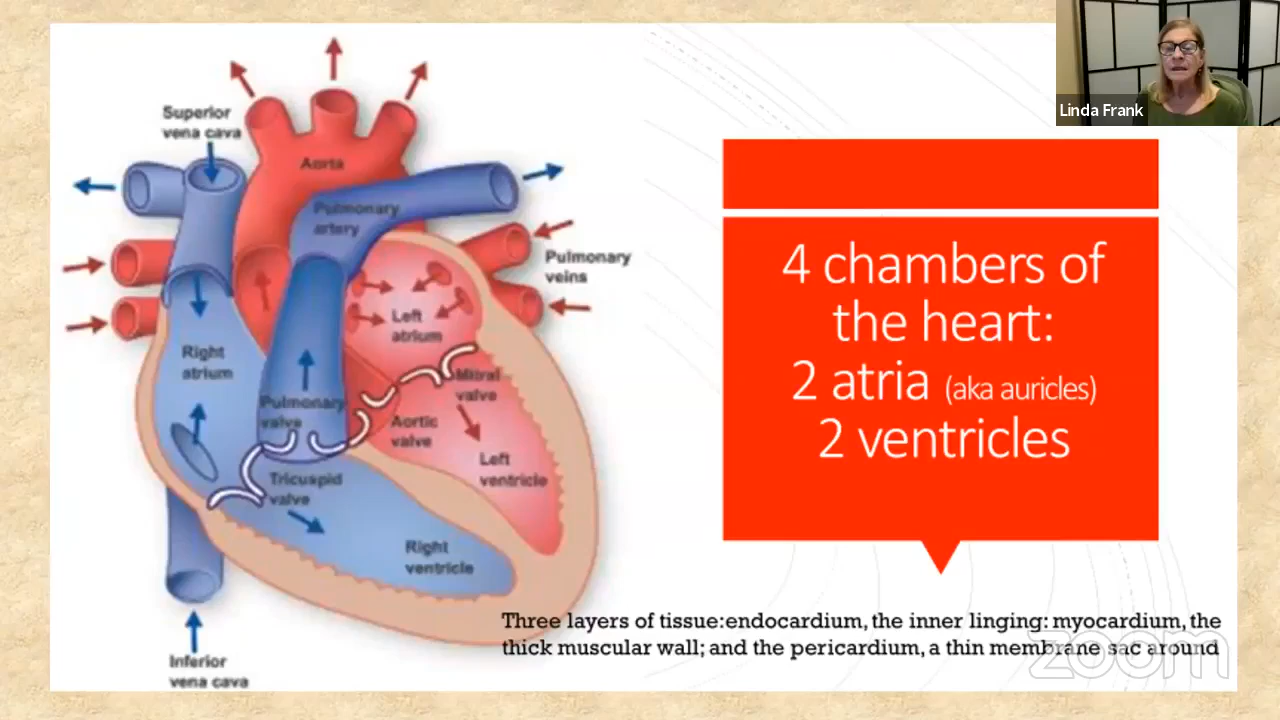 Linda Frank
Superior
vena cava
Aorta
Pulmonary
artery
Pulmonary
veins
Left
atrium
Right
atrium
Mitral
valve
Pulmonary
valve
Aortic
valve
Left
ventricle
Tricuspid
valve
Right
ventricle
Inferior
vena cava
4 chambers of
the heart:
2 atria (aka auricles)
2 ventricles
Three layers of tissue:endocardium, the inner linging: myocardium, the
thick muscular wall; and the pericardium, a thin membrane sac around
zoom